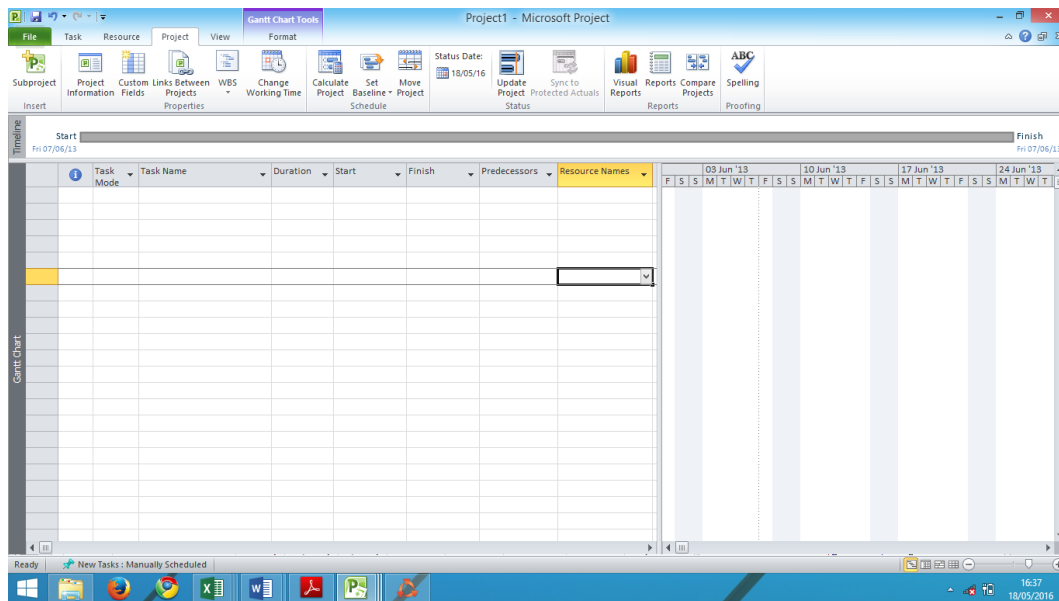 Gantt Chart Tools
Project1 - Microsoft Project
File Task Resource Project View Format
Subproject
Project Information
Custom Fields
Links Between Projects
WBS
Change Working Time
Calculate Project
Set Baseline
Move Project
Status Date:
18/05/16
Update Project
Sync to Protected Actuals
Visual Reports
Reports
Compare Projects
ABC
Spelling
Insert Properties Schedule Status Reports Proofing
Timeline
Start
Fri 07/06/13
Finish
Fri 07/06/13
Task Mode
Task Name
Duration
Start
Finish
Predecessors
Resource Names
03 Jun '13 10 Jun '13 17 Jun '13 24 Jun '13
F S S M T W T F S S M T W T F S S M T W T F S S M T W T
Gantt Chart
Ready New Tasks : Manually Scheduled
16:37
18/05/2016